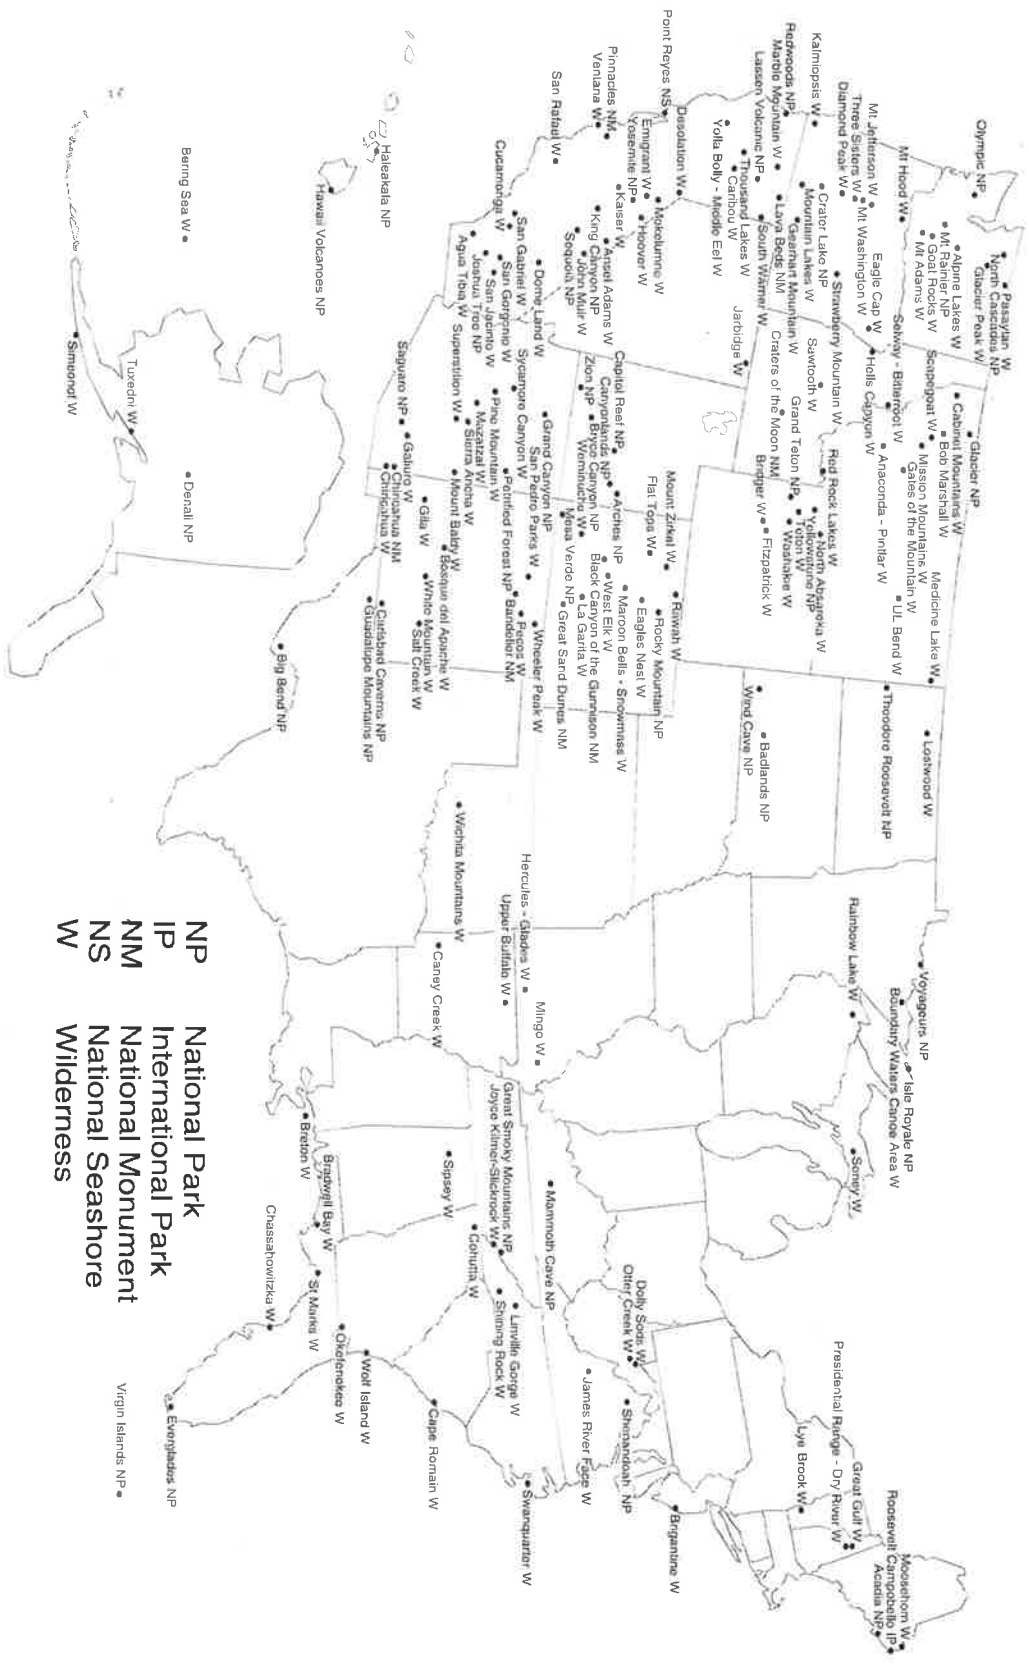 Pasayten W
North Cascades NP
Glacier Peak W
Olympic NP
Alpine Lakes W
Mt. Rainier NP
Goat Rocks W
Mt Adams W
Mt Hood W
Mt Jefferson W
Three Sisters W
Diamond Peak W
Mt Washington W
Eagle Cap W
Hells Canyon W
Strawberry Mountain W
Kalmiopsis W
Crater Lake NP
Mountain Lakes W
Gearhart Mountain W
Redwoods NP
Marble Mountain W
Lava Beds NM
Lassen Volcanic NP
South Warner W
Thousand Lakes W
Caribou W
Yolla Bolly - Middle Eel W
Point Reyes NS
Desolation W
Mokelumne W
Emigrant W
Hoover W
Yosemite NP
Kaiser W
Pinnacles NM
Ventana W
Ansel Adams W
King Canyon NP
John Muir W
Sequoia NP
San Rafael W
Dome Land W
San Gabriel W
Cucamonga W
San Gorgonio W
San Jacinto W
Joshua Tree NP
Agua Tibia W
Glacier NP
Cabinet Mountains W
Bob Marshall W
Scapegoat W
Mission Mountains W
Gates of the Mountain W
Medicine Lake W
UL Bend W
Selway - Bitterroot W
Anaconda - Pintlar W
Red Rock Lakes W
Sawtooth W
Craters of the Moon NM
Jarbidge W
North Absaroka W
Yellowstone NP
Teton W
Grand Teton NP
Washakie W
Fitzpatrick W
Bridger W
Rawah W
Mount Zirkel W
Flat Tops W
Rocky Mountain NP
Eagles Nest W
Maroon Bells - Snowmass W
West Elk W
Black Canyon of the Gunnison NM
La Garita W
Great Sand Dunes NM
Mesa Verde NP
Weminuche W
Arches NP
Capitol Reef NP
Canyonlands NP
Bryce Canyon NP
Zion NP
Grand Canyon NP
Sycamore Canyon W
Petrified Forest NP
Pine Mountain W
Mazatzal W
Sierra Ancha W
Superstition W
Mount Baldy W
Saguaro NP
Galiuro W
Chiricahua NM
Chiricahua W
Gila W
San Pedro Parks W
Wheeler Peak W
Pecos W
Bandelier NM
Bosque del Apache W
White Mountain W
Salt Creek W
Carlsbad Caverns NP
Guadalupe Mountains NP
Big Bend NP
Lostwood W
Theodore Roosevelt NP
Badlands NP
Wind Cave NP
Wichita Mountains W
Voyageurs NP
Boundary Waters Canoe Area W
Isle Royale NP
Rainbow Lake W
Seney W
Hercules - Glades W
Mingo W
Upper Buffalo W
Caney Creek W
Mammoth Cave NP
Great Smoky Mountains NP
Joyce Kilmer-Slickrock W
Sipsey W
Cohutta W
Linville Gorge W
Shining Rock W
Breton W
Bradwell Bay W
St Marks W
Chassahowitzka W
Okefenokee W
Wolf Island W
Cape Romain W
Swanquarter W
Everglades NP
Virgin Islands NP
Dolly Sods W
Otter Creek W
Shenandoah NP
James River Face W
Brigantine W
Lye Brook W
Presidential Range - Dry River W
Great Gulf W
Moosehorn W
Roosevelt Campobello IP
Acadia NP
Haleakala NP
Hawaii Volcanoes NP
Bering Sea W
Simeonof W
Tuxedni W
Denali NP
NP National Park
IP International Park
NM National Monument
NS National Seashore
W Wilderness